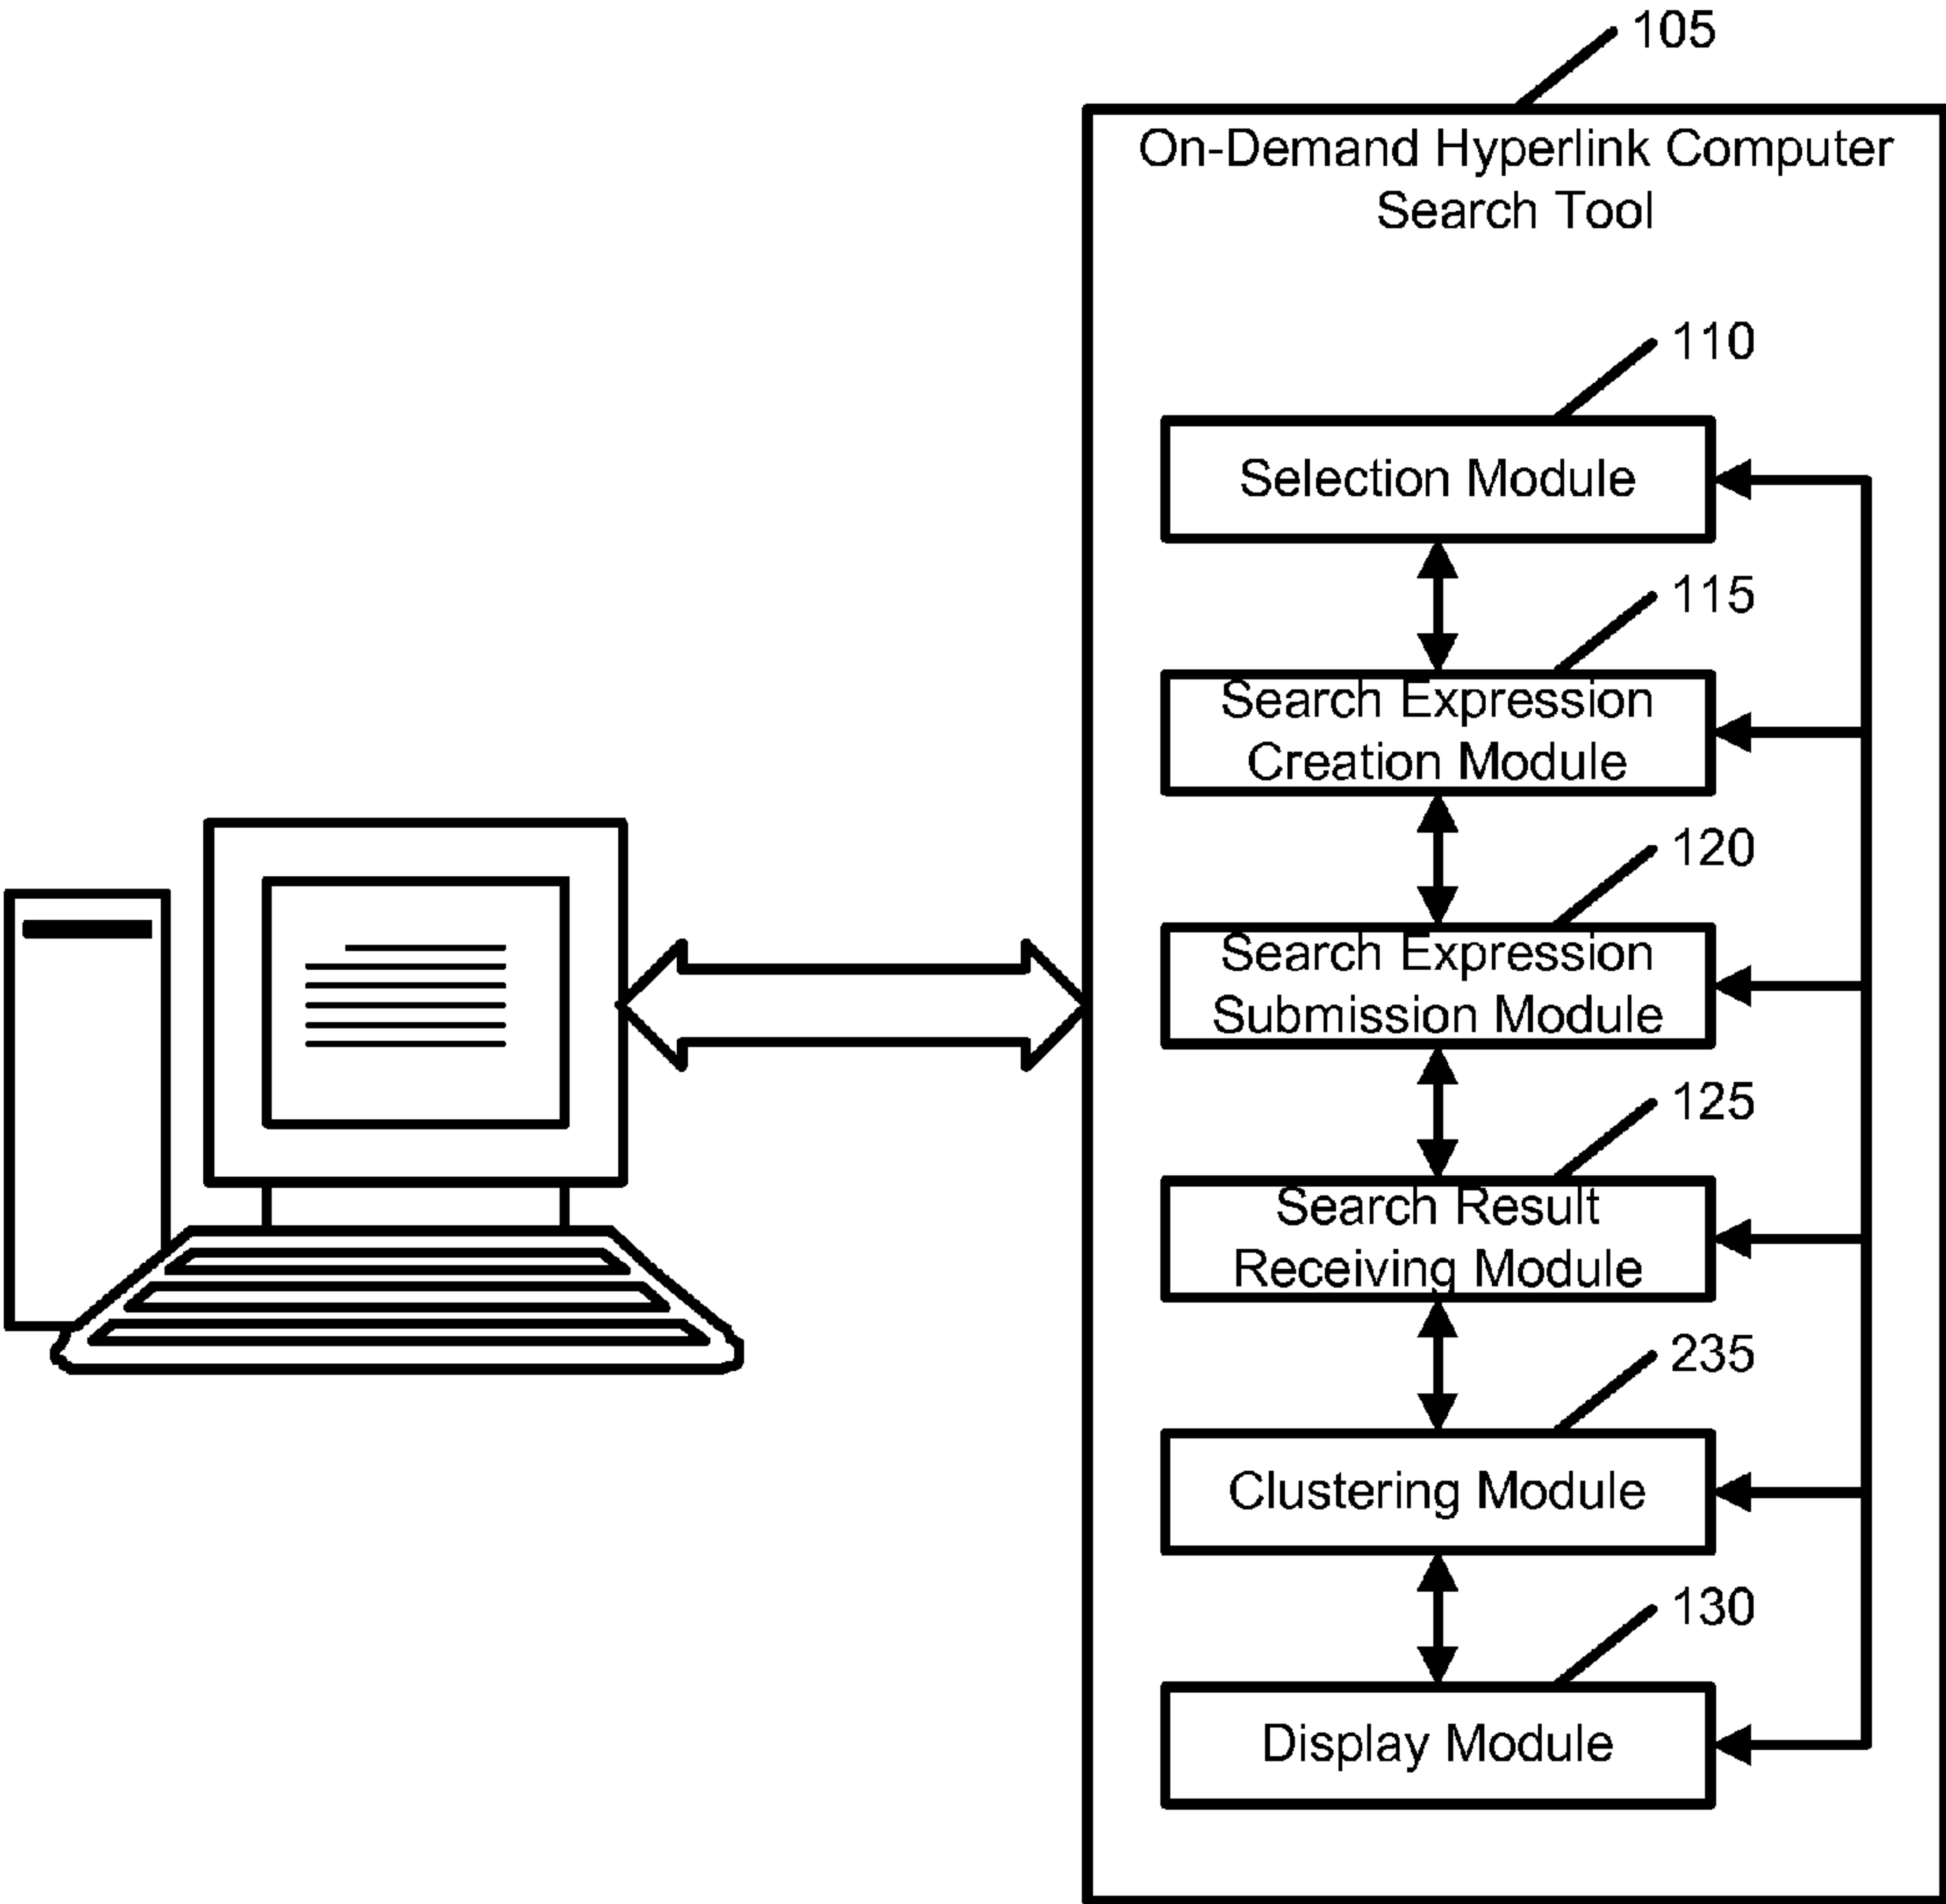 105
On-Demand Hyperlink Computer
Search Tool
110
Selection Module
115
Search Expression
Creation Module
120
Search Expression
Submission Module
125
Search Result
Receiving Module
235
Clustering Module
130
Display Module